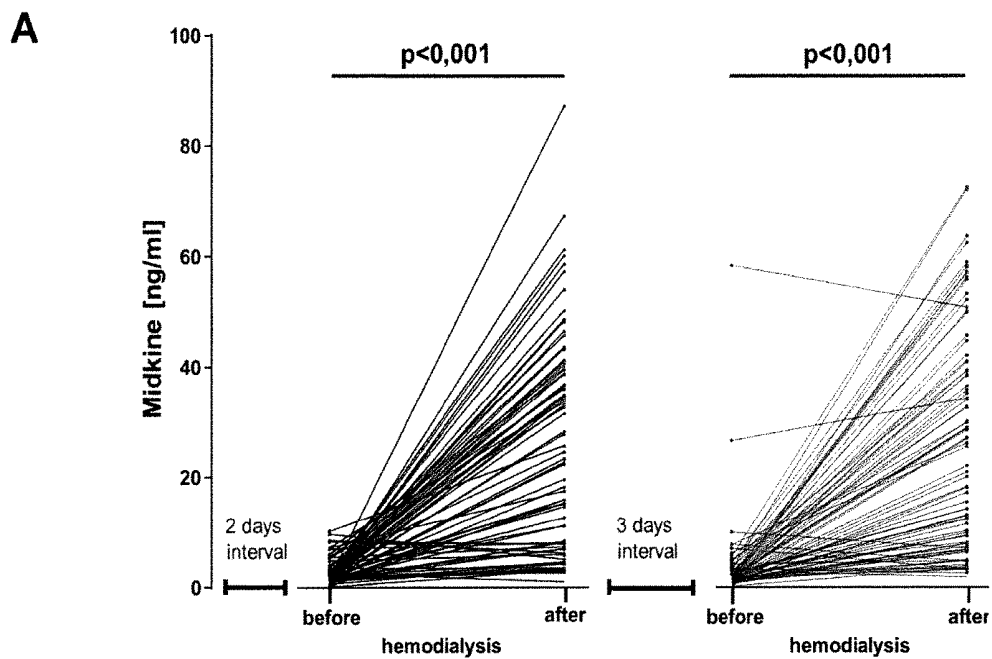 A
Midkine [ng/ml]
100
80
60
40
20
0
p<0,001
2 days
interval
before
after
hemodialysis
p<0,001
3 days
interval
before
after
hemodialysis